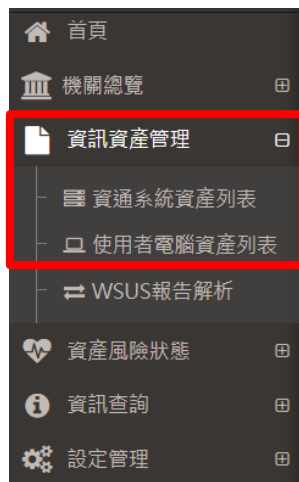 首頁
機關總覽
資訊資產管理
資通系統資產列表
使用者電腦資產列表
WSUS報告解析
資產風險狀態
資訊查詢
設定管理